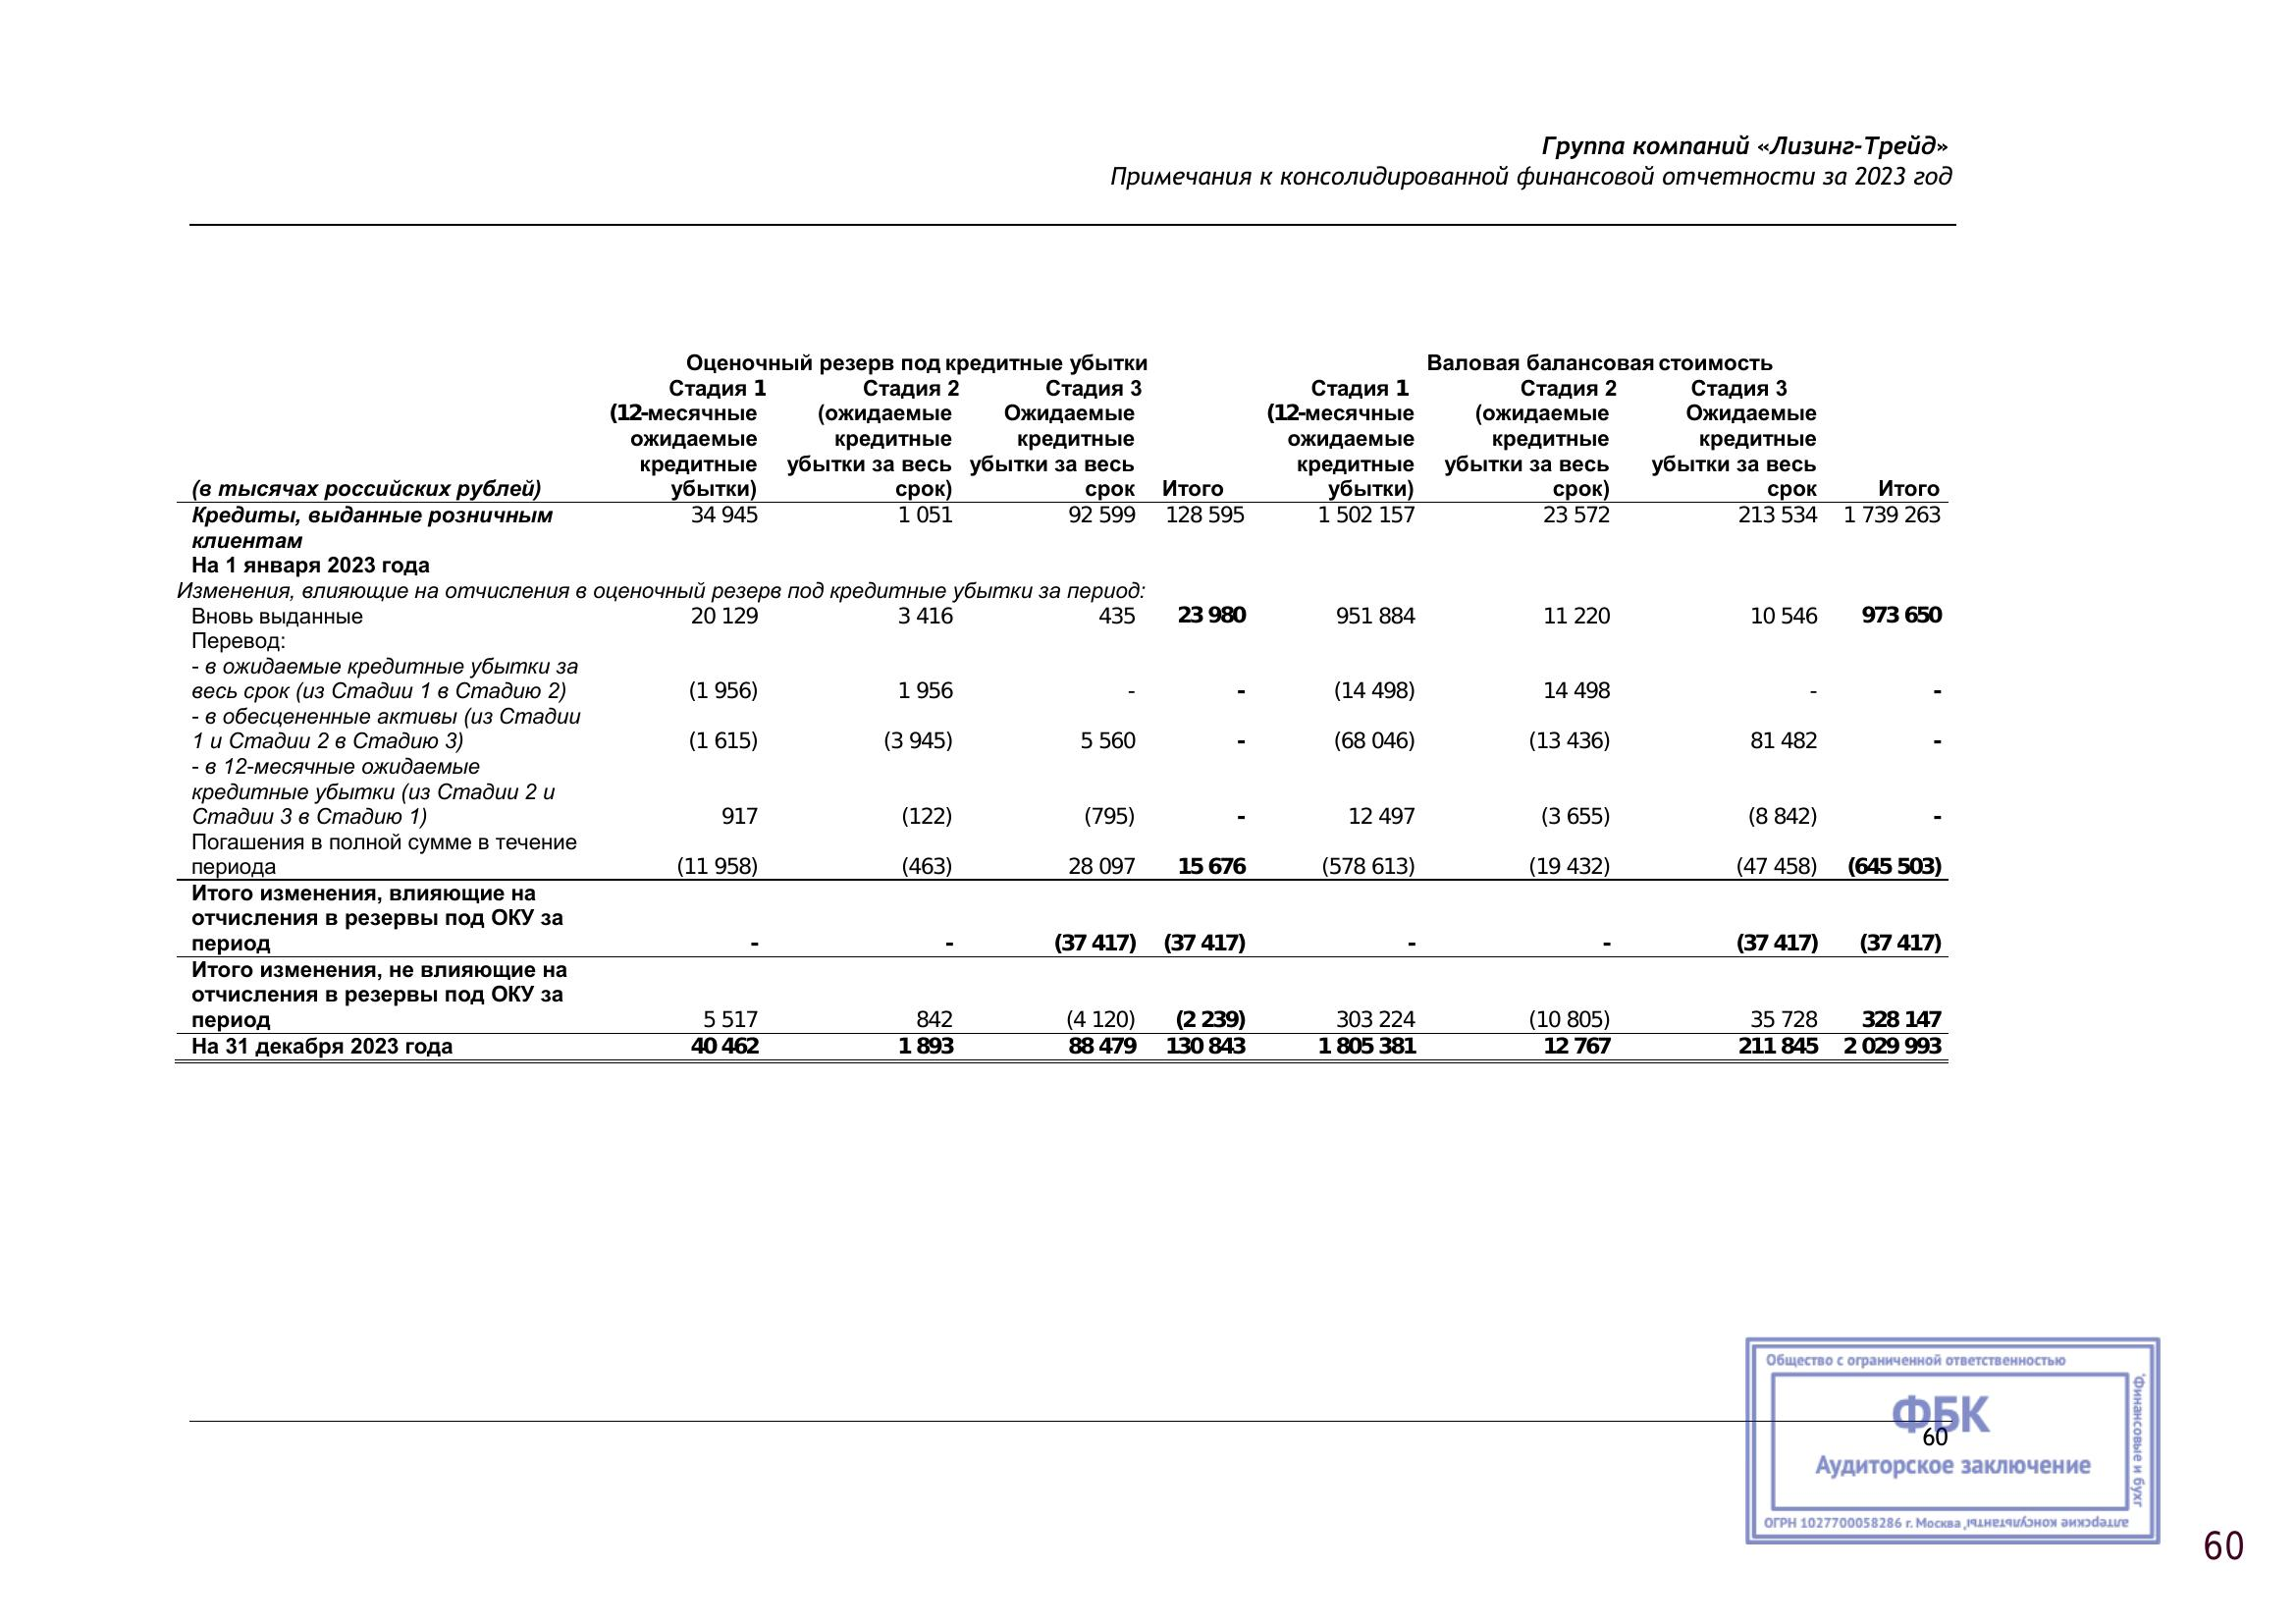 Группа компаний «Лизинг-Трейд»
Примечания к консолидированной финансовой отчетности за 2023 год
Оценочный резерв под кредитные убытки Валовая балансовая стоимость
Стадия 1 Стадия 2 Стадия 3 Стадия 1 Стадия 2 Стадия 3
(12-месячные (ожидаемые Ожидаемые (12-месячные (ожидаемые Ожидаемые
ожидаемые кредитные кредитные ожидаемые кредитные кредитные
кредитные убытки за весь убытки за весь кредитные убытки за весь убытки за весь
(в тысячах российских рублей) убытки) срок) срок Итого убытки) срок) срок Итого
Кредиты, выданные розничным 34 945 1 051 92 599 128 595 1 502 157 23 572 213 534 1 739 263
клиентам
На 1 января 2023 года
Изменения, влияющие на отчисления в оценочный резерв под кредитные убытки за период:
Вновь выданные 20 129 3 416 435 23 980 951 884 11 220 10 546 973 650
Перевод:
- в ожидаемые кредитные убытки за
весь срок (из Стадии 1 в Стадию 2) (1 956) 1 956 - - (14 498) 14 498 - -
- в обесцененные активы (из Стадии
1 и Стадии 2 в Стадию 3) (1 615) (3 945) 5 560 - (68 046) (13 436) 81 482 -
- в 12-месячные ожидаемые
кредитные убытки (из Стадии 2 и
Стадии 3 в Стадию 1) 917 (122) (795) - 12 497 (3 655) (8 842) -
Погашения в полной сумме в течение
периода (11 958) (463) 28 097 15 676 (578 613) (19 432) (47 458) (645 503)
Итого изменения, влияющие на
отчисления в резервы под ОКУ за
период - - (37 417) (37 417) - - (37 417) (37 417)
Итого изменения, не влияющие на
отчисления в резервы под ОКУ за
период 5 517 842 (4 120) (2 239) 303 224 (10 805) 35 728 328 147
На 31 декабря 2023 года 40 462 1 893 88 479 130 843 1 805 381 12 767 211 845 2 029 993
Общество с ограниченной ответственностью
"Финансовые и бухг
алтерские консультанты,
ФБК
60
Аудиторское заключение
ОГРН 1027700058286 г. Москва
60